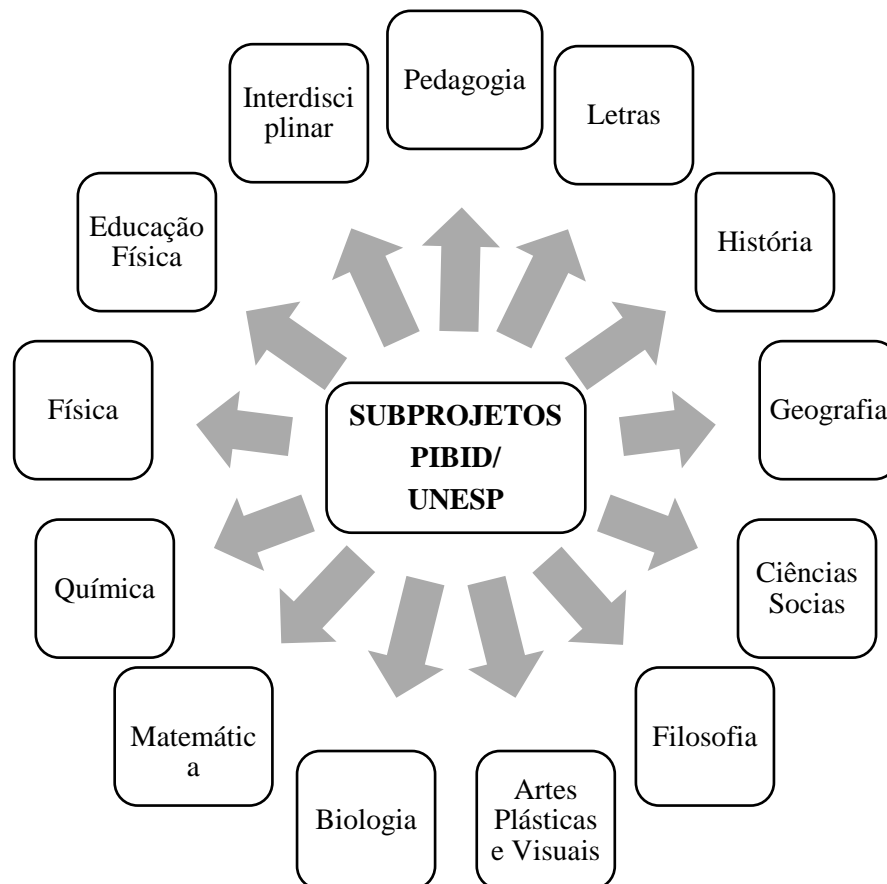 Pedagogia
Letras
História
Geografia
Ciências
Socias
Filosofia
Artes
Plásticas
e Visuais
Biologia
Matemátic
a
Química
Física
Educação
Física
Interdisci
plinar
SUBPROJETOS
PIBID/
UNESP